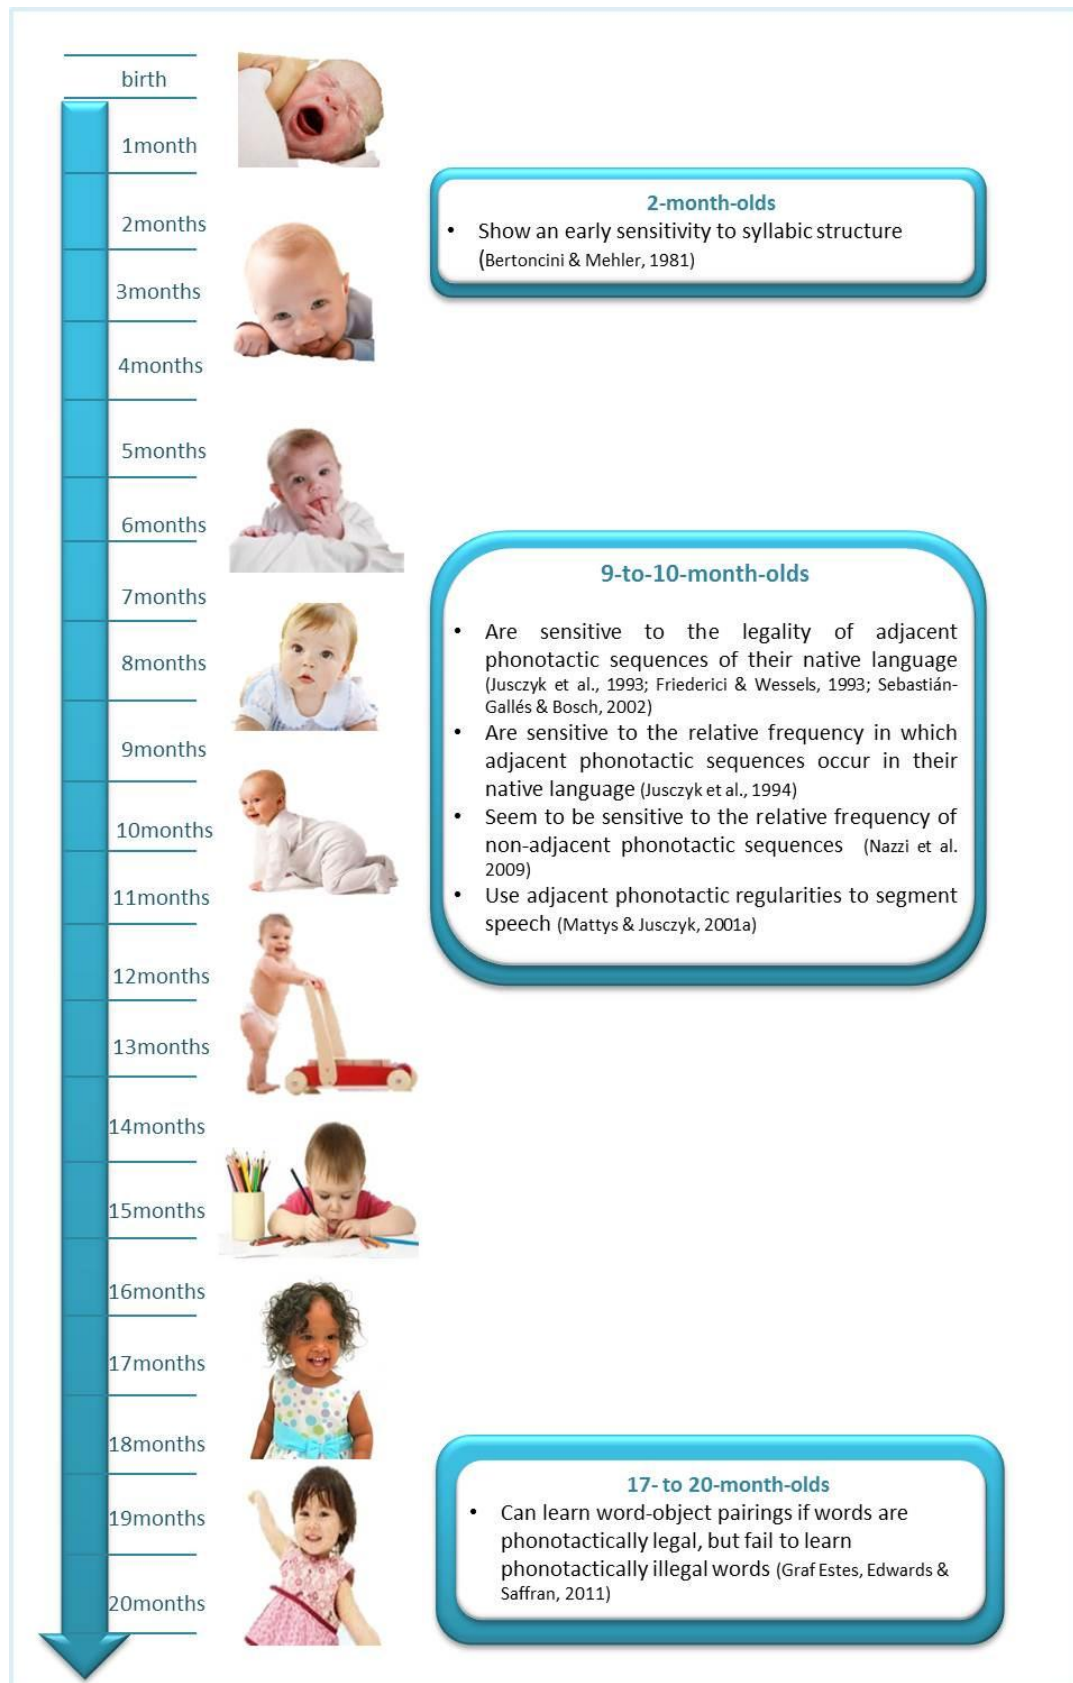 birth
1month
2months
3months
4months
5months
6months
7months
8months
9months
10months
11months
12months
13months
14months
15months
16months
17months
18months
19months
20months
2-month-olds
• Show an early sensitivity to syllabic structure
(Bertoncini & Mehler, 1981)
9-to-10-month-olds
• Are sensitive to the legality of adjacent
phonotactic sequences of their native language
(Jusczyk et al., 1993; Friederici & Wessels, 1993; Sebastián-
Gallés & Bosch, 2002)
• Are sensitive to the relative frequency in which
adjacent phonotactic sequences occur in their
native language (Jusczyk et al., 1994)
• Seem to be sensitive to the relative frequency of
non-adjacent phonotactic sequences (Nazzi et al.
2009)
• Use adjacent phonotactic regularities to segment
speech (Mattys & Jusczyk, 2001a)
17- to 20-month-olds
• Can learn word-object pairings if words are
phonotactically legal, but fail to learn
phonotactically illegal words (Graf Estes, Edwards &
Saffran, 2011)